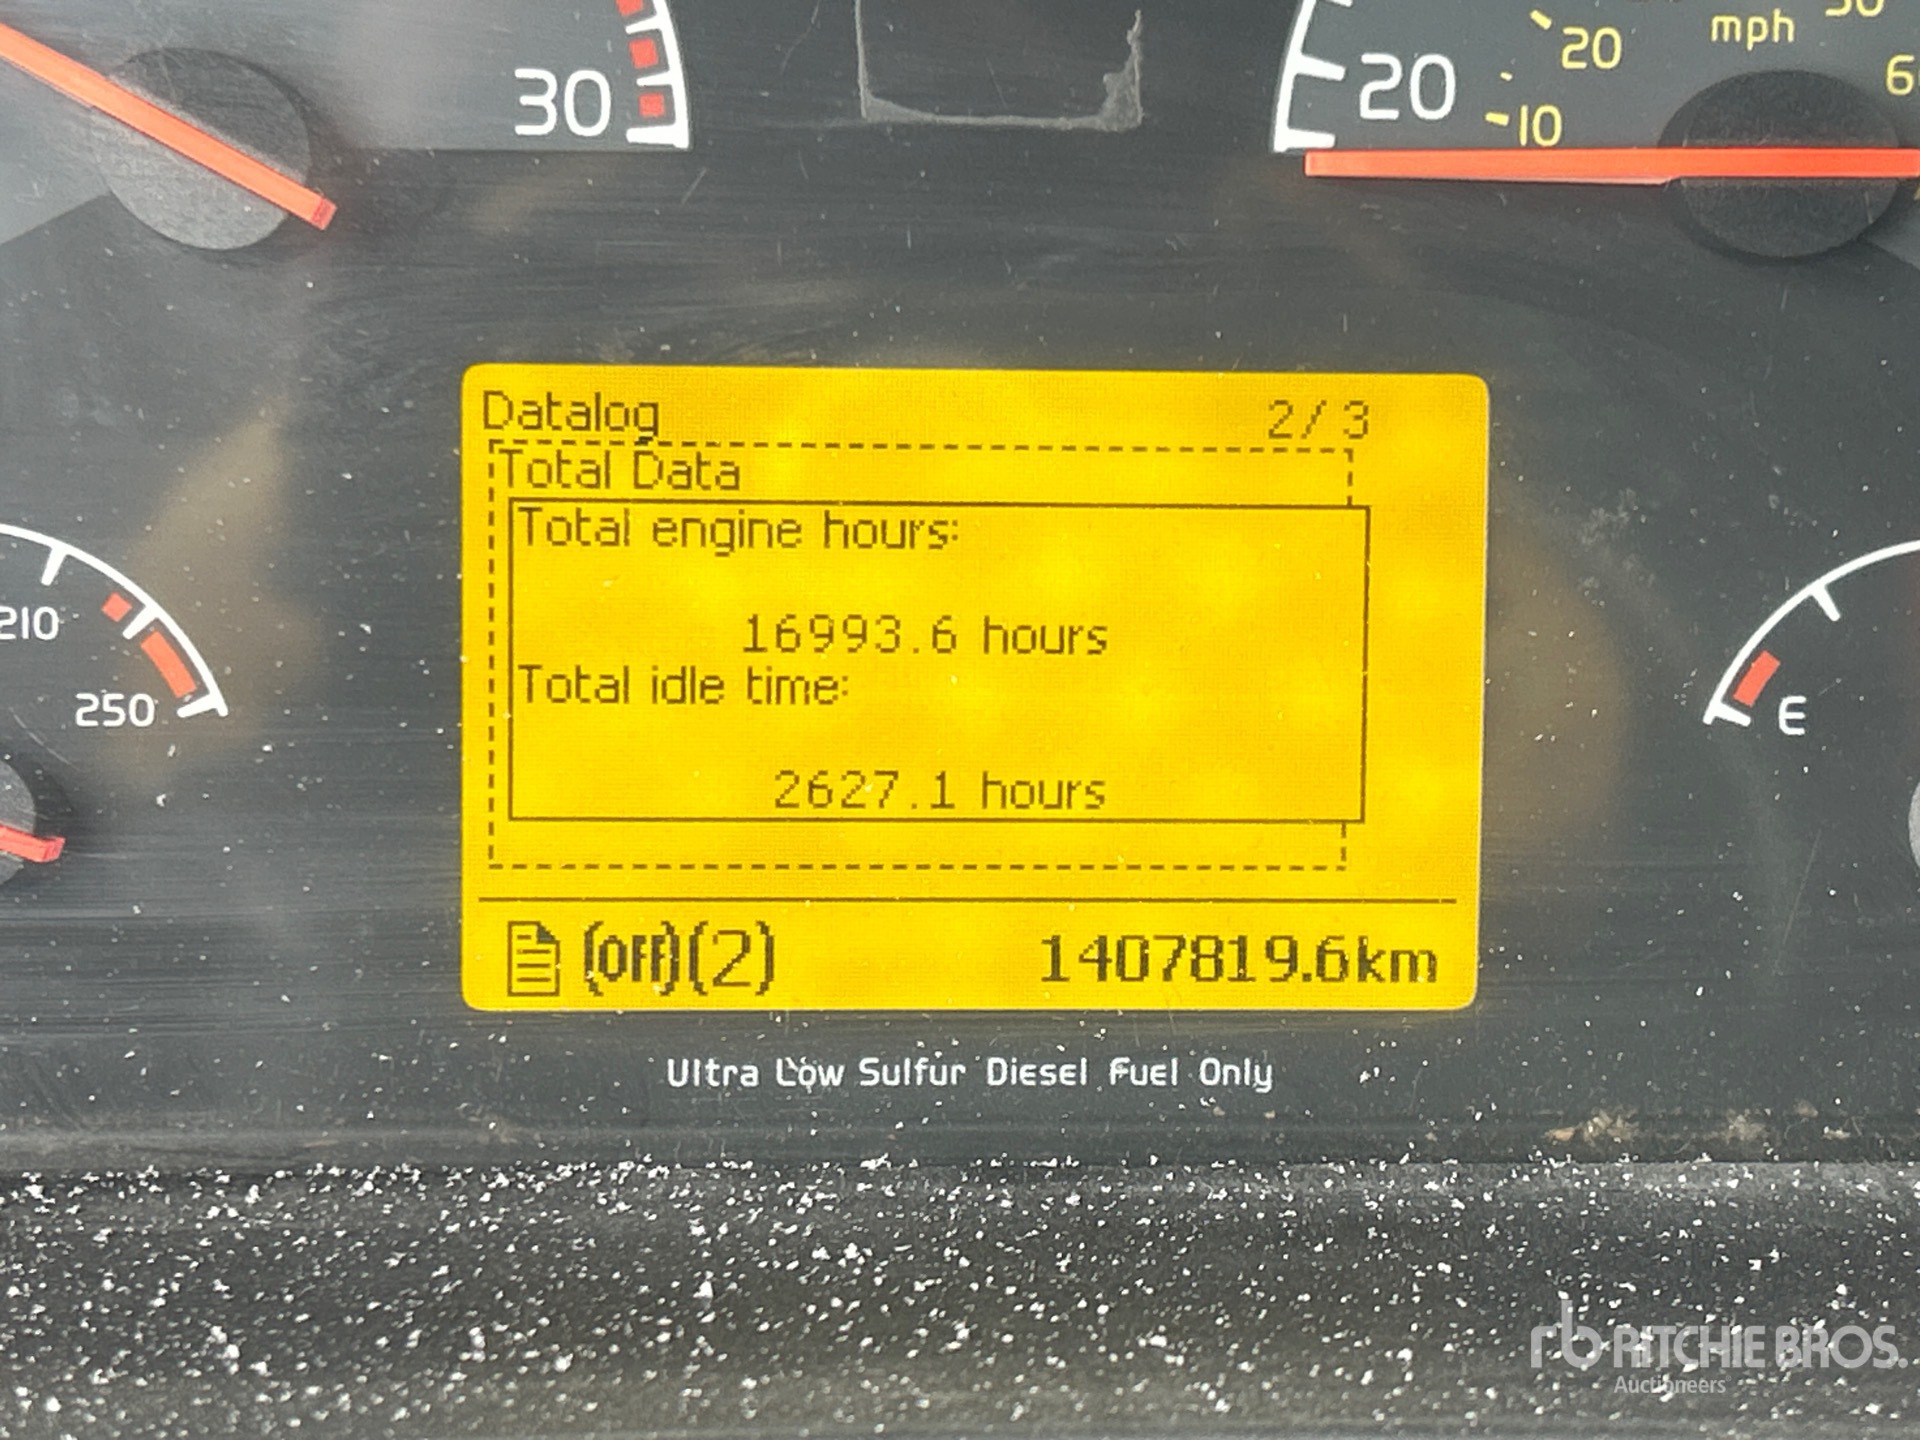 30
20
10
20
mph
210
250
E
Datalog 2/3
Total Data
Total engine hours:
16993.6 hours
Total idle time:
2627.1 hours
(OFF)(2) 1407819.6km
Ultra Low Sulfur Diesel Fuel Only
rb RITCHIE BROS.
Auctioneers